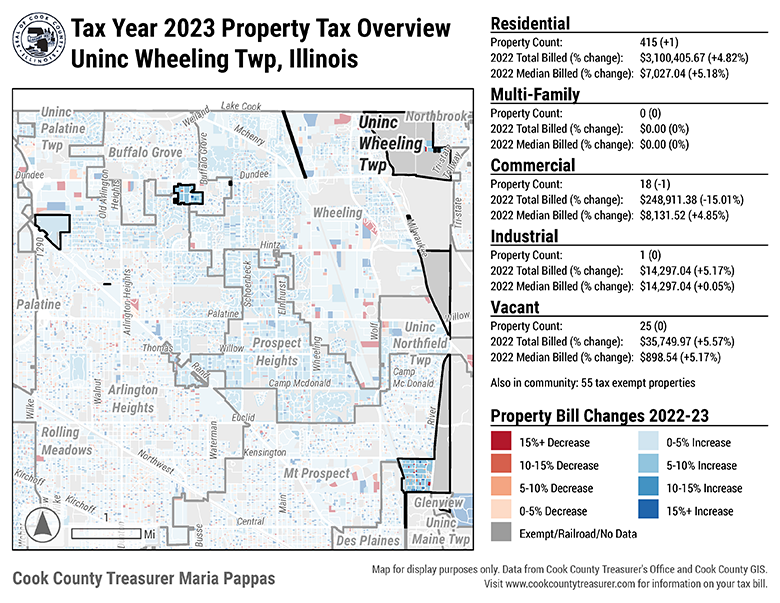 SEAL OF COOK COUNTY
ILLINOIS
Tax Year 2023 Property Tax Overview
Uninc Wheeling Twp, Illinois
Residential
Property Count: 415 (+1)
2022 Total Billed (% change): $3,100,405.67 (+4.82%)
2022 Median Billed (% change): $7,027.04 (+5.18%)
Multi-Family
Property Count: 0 (0)
2022 Total Billed (% change): $0.00 (0%)
2022 Median Billed (% change): $0.00 (0%)
Commercial
Property Count: 18 (-1)
2022 Total Billed (% change): $248,911.38 (-15.01%)
2022 Median Billed (% change): $8,131.52 (+4.85%)
Industrial
Property Count: 1 (0)
2022 Total Billed (% change): $14,297.04 (+5.17%)
2022 Median Billed (% change): $14,297.04 (+0.05%)
Vacant
Property Count: 25 (0)
2022 Total Billed (% change): $35,749.97 (+5.57%)
2022 Median Billed (% change): $898.54 (+5.17%)
Also in community: 55 tax exempt properties
Property Bill Changes 2022-23
15%+ Decrease
10-15% Decrease
5-10% Decrease
0-5% Decrease
Exempt/Railroad/No Data
0-5% Increase
5-10% Increase
10-15% Increase
15%+ Increase
Uninc
Palatine
Twp
Weiland
Lake Cook
Mchenry
Uninc
Wheeling
Twp
Northbrook
Tri-state
Tollway
Buffalo Grove
Buffalo Grove
Dundee
Dundee
Old Arlington
Heights
Wheeling
Milwaukee
Tri-state
I 290
Hintz
Schoenbeck
Elmhurst
Palatine
Arlington Heights
Palatine
Willow
Thomas
Willow
Rand
Prospect
Heights
Wheeling
Wolf
Uninc
Northfield
Twp
Camp Mcdonald
Camp
Mc Donald
Wilke
Walnut
Arlington
Heights
River
Euclid
Rolling
Meadows
Waterman
Kensington
Northwest
Mt Prospect
Kirchoff
Kirchoff
Main
Central
Busse
Glenview
Uninc
Maine Twp
Des Plaines
1
Mi
Cook County Treasurer Maria Pappas
Map for display purposes only. Data from Cook County Treasurer's Office and Cook County GIS.
Visit www.cookcountytreasurer.com for information on your tax bill.